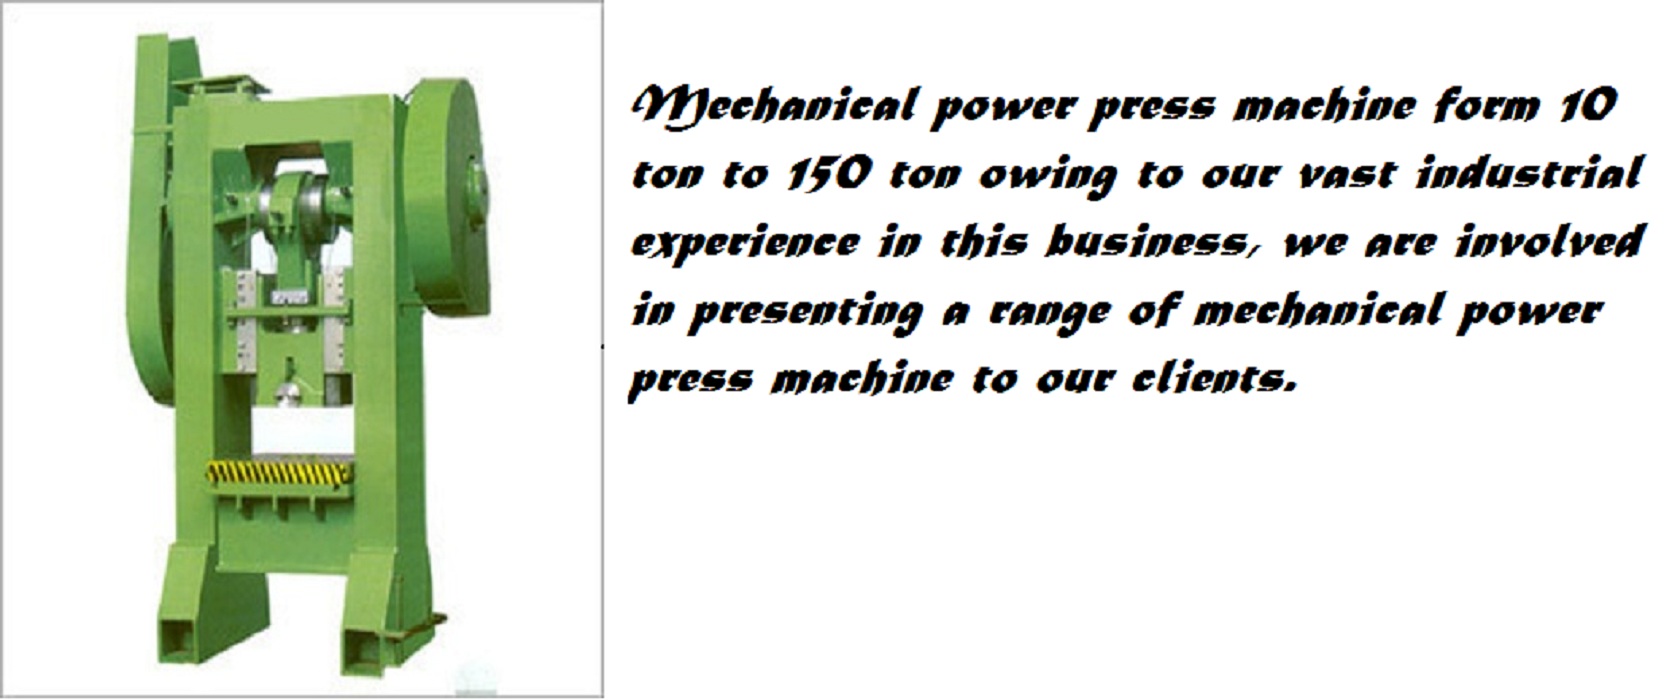 Mechanical power press machine form 10
ton to 150 ton owing to our vast industrial
experience in this business, we are involved
in presenting a range of mechanical power
press machine to our clients.